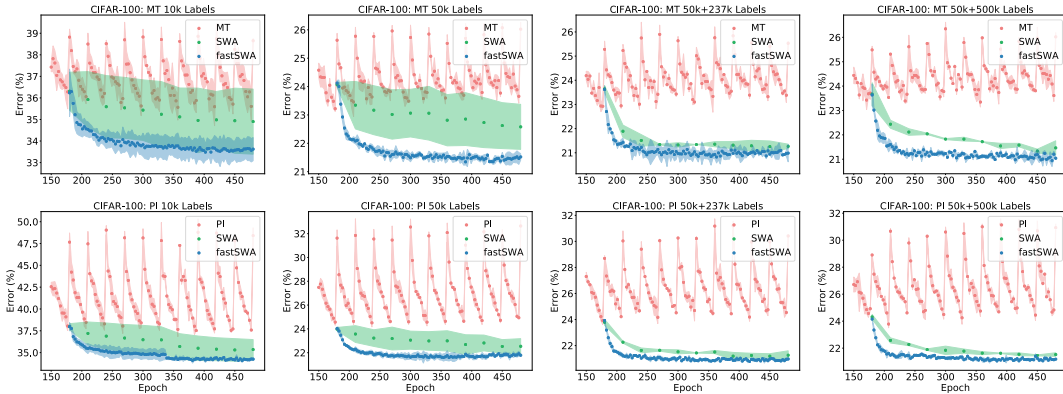 CIFAR-100: MT 10k Labels
MT
SWA
fastSWA
Error (%)
39
38
37
36
35
34
33
150 200 250 300 350 400 450
CIFAR-100: MT 50k Labels
MT
SWA
fastSWA
Error (%)
26
25
24
23
22
21
150 200 250 300 350 400 450
CIFAR-100: MT 50k+237k Labels
MT
SWA
fastSWA
Error (%)
26
25
24
23
22
21
150 200 250 300 350 400 450
CIFAR-100: MT 50k+500k Labels
MT
SWA
fastSWA
Error (%)
26
25
24
23
22
21
150 200 250 300 350 400 450
CIFAR-100: PI 10k Labels
PI
SWA
fastSWA
Error (%)
50.0
47.5
45.0
42.5
40.0
37.5
35.0
150 200 250 300 350 400 450
Epoch
CIFAR-100: PI 50k Labels
PI
SWA
fastSWA
Error (%)
32
30
28
26
24
22
150 200 250 300 350 400 450
Epoch
CIFAR-100: PI 50k+237k Labels
PI
SWA
fastSWA
Error (%)
32
30
28
26
24
22
150 200 250 300 350 400 450
Epoch
CIFAR-100: PI 50k+500k Labels
PI
SWA
fastSWA
Error (%)
32
30
28
26
24
22
150 200 250 300 350 400 450
Epoch